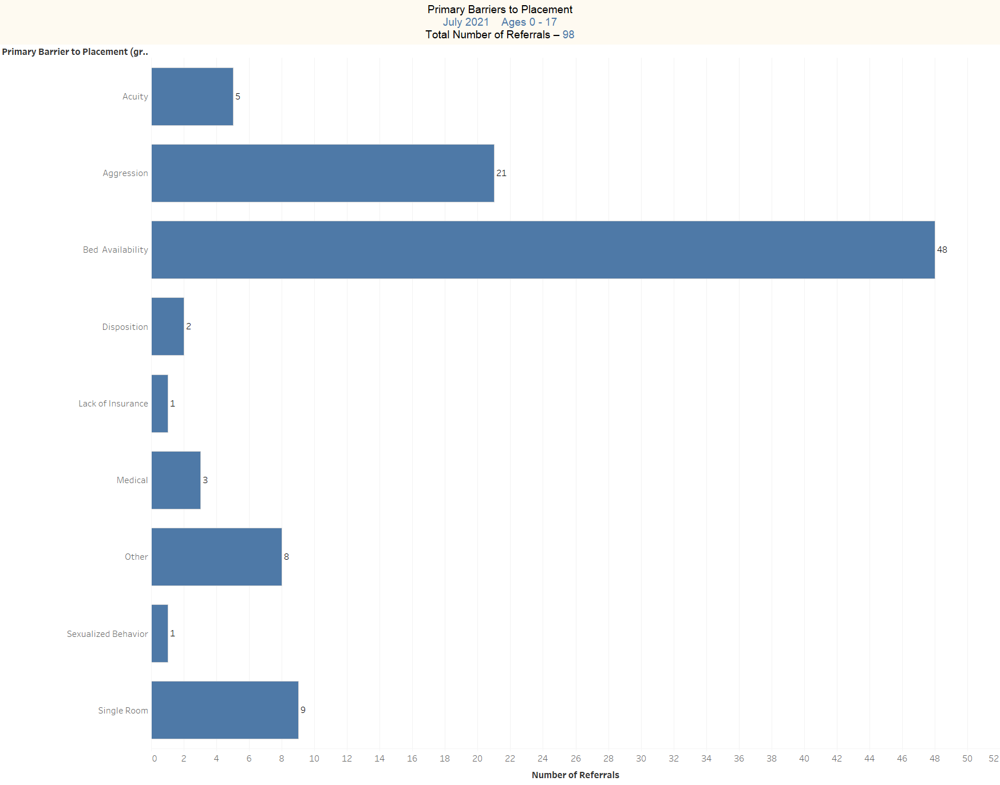 Primary Barriers to Placement
July 2021 Ages 0 - 17
Total Number of Referrals – 98
Primary Barrier to Placement (gr..
Acuity 5
Aggression 21
Bed Availability 48
Disposition 2
Lack of Insurance 1
Medical 3
Other 8
Sexualized Behavior 1
Single Room 9
0 2 4 6 8 10 12 14 16 18 20 22 24 26 28 30 32 34 36 38 40 42 44 46 48 50 52
Number of Referrals